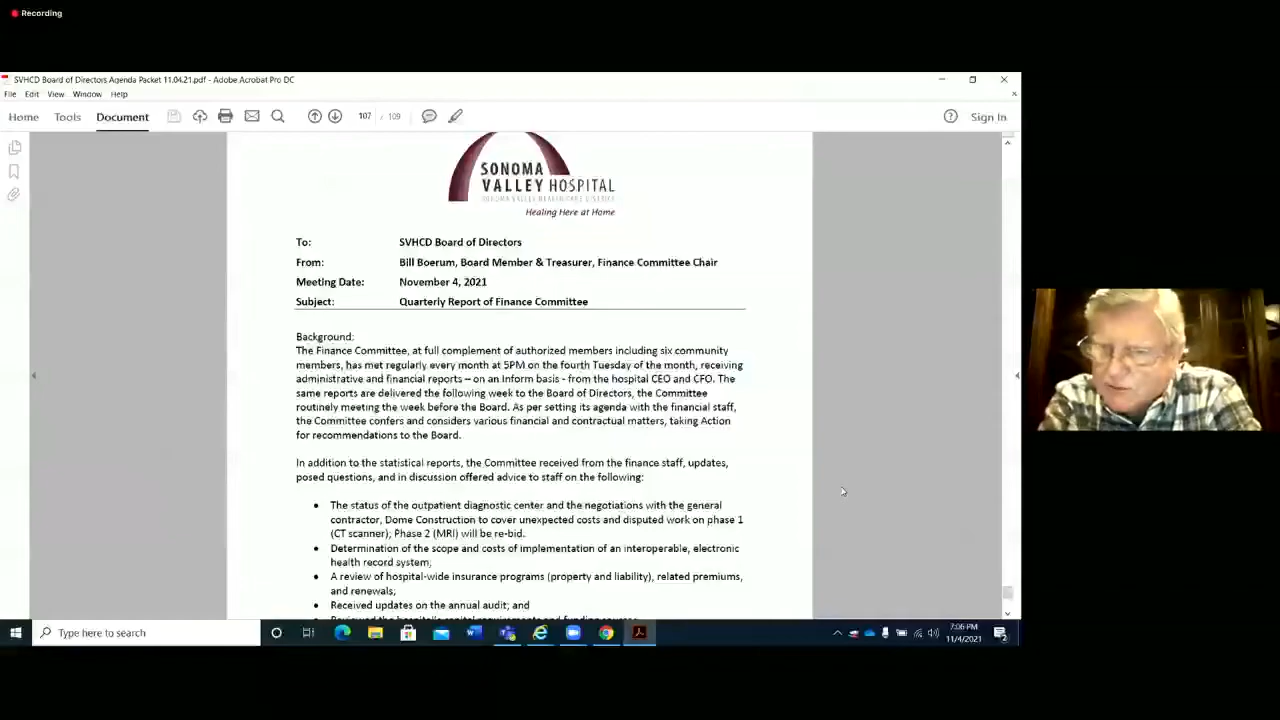 Recording
SVHCD Board of Directors Agenda Packet 11.04.21.pdf - Adobe Acrobat Pro DC
File Edit View Window Help
Home Tools Document 107 / 109 Sign In
SONOMA
VALLEY HOSPITAL
SONOMA VALLEY HEALTH CARE DISTRICT
Healing Here at Home
To: SVHCD Board of Directors
From: Bill Boerum, Board Member & Treasurer, Finance Committee Chair
Meeting Date: November 4, 2021
Subject: Quarterly Report of Finance Committee
Background:
The Finance Committee, at full complement of authorized members including six community
members, has met regularly every month at 5PM on the fourth Tuesday of the month, receiving
administrative and financial reports – on an Inform basis - from the hospital CEO and CFO. The
same reports are delivered the following week to the Board of Directors, the Committee
routinely meeting the week before the Board. As per setting its agenda with the financial staff,
the Committee confers and considers various financial and contractual matters, taking Action
for recommendations to the Board.
In addition to the statistical reports, the Committee received from the finance staff, updates,
posed questions, and in discussion offered advice to staff on the following:
• The status of the outpatient diagnostic center and the negotiations with the general
contractor, Dome Construction to cover unexpected costs and disputed work on phase 1
(CT scanner); Phase 2 (MRI) will be re-bid.
• Determination of the scope and costs of implementation of an interoperable, electronic
health record system;
• A review of hospital-wide insurance programs (property and liability), related premiums,
and renewals;
• Received updates on the annual audit; and
Type here to search
7:06 PM
11/4/2021